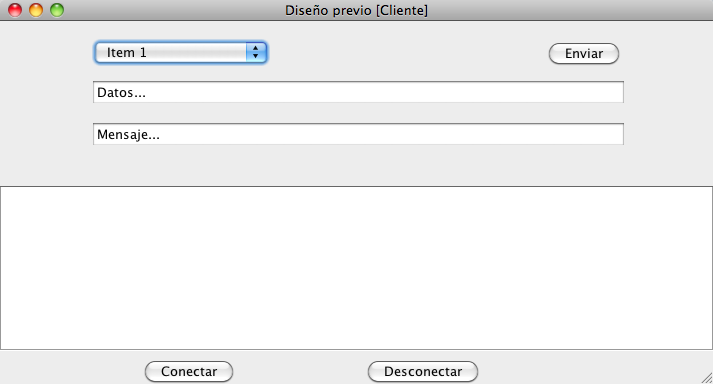 Diseño previo [Cliente]
Item 1
Enviar
Datos...
Mensaje...
Conectar
Desconectar